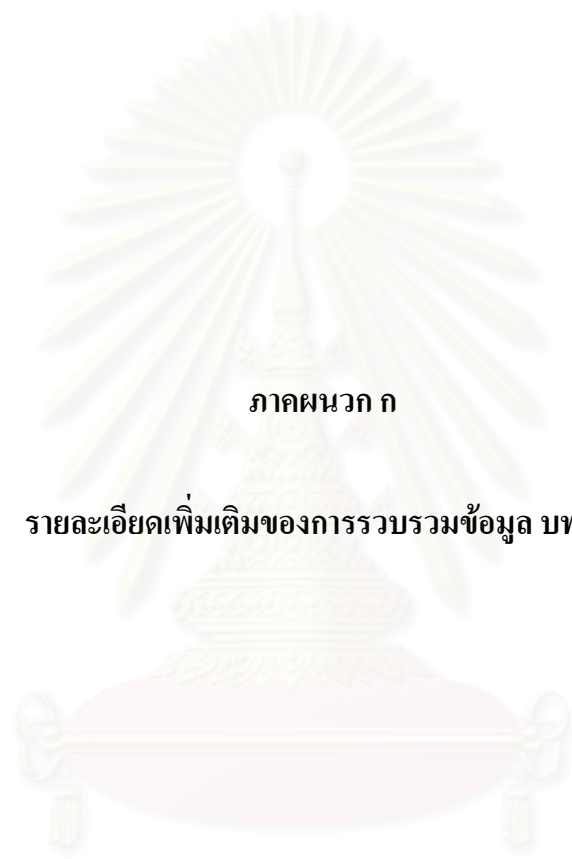 ภาคผนวก ก
รายละเอียดเพิ่มเติมของการรวบรวมข้อมูล